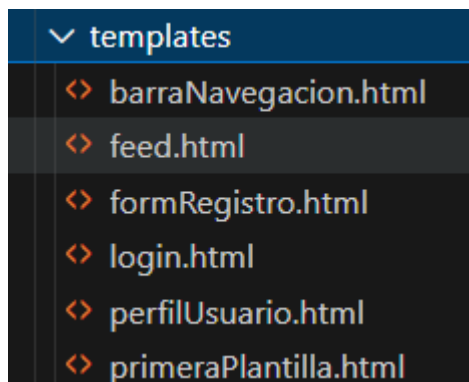 templates
barraNavegacion.html
feed.html
formRegistro.html
login.html
perfilUsuario.html
primeraPlantilla.html